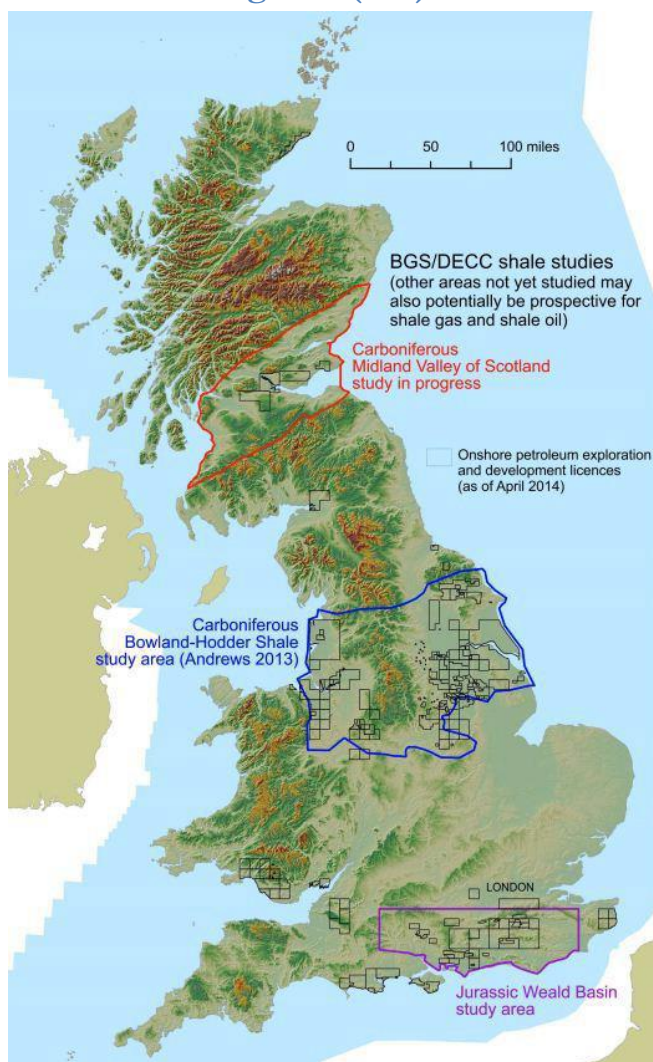 0 50 100 miles
BGS/DECC shale studies
(other areas not yet studied may
also potentially be prospective for
shale gas and shale oil)
Carboniferous
Midland Valley of Scotland
study in progress
Onshore petroleum exploration
and development licences
(as of April 2014)
Carboniferous
Bowland-Hodder Shale
study area (Andrews 2013)
LONDON
Jurassic Weald Basin
study area